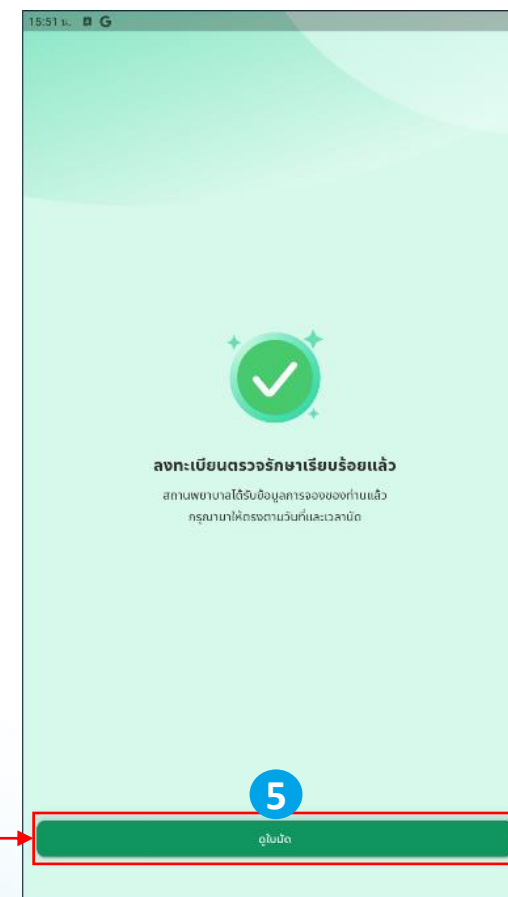 15:51 น. G
ลงทะเบียนตรวจรักษาเรียบร้อยแล้ว
สถานพยาบาลได้รับข้อมูลการจองของท่านแล้ว
กรุณามาให้ตรงตามวันที่และเวลานัด
5
ดูใบนัด